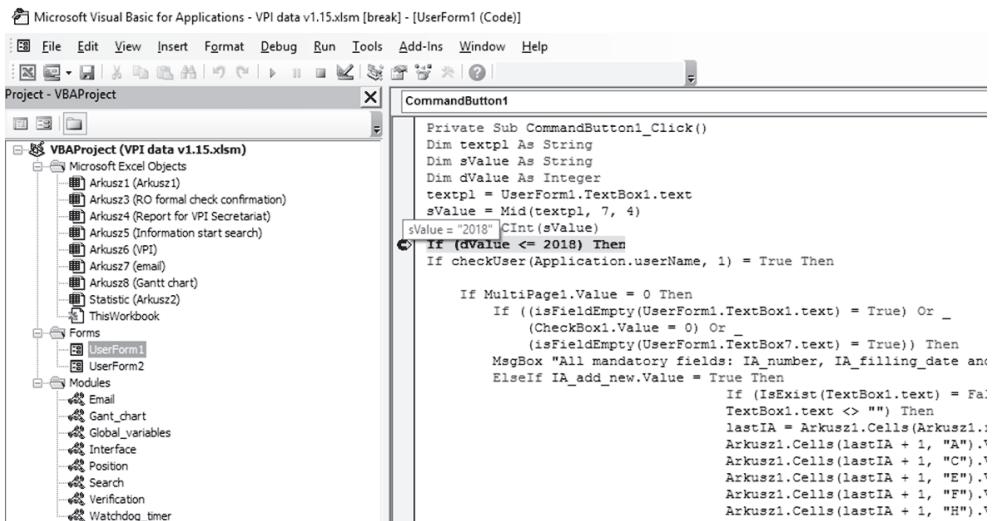 Microsoft Visual Basic for Applications - VPI data v1.15.xlsm [break] - [UserForm1 (Code)]
File Edit View Insert Format Debug Run Tools Add-Ins Window Help
Project - VBAProject
VBAProject (VPI data v1.15.xlsm)
Microsoft Excel Objects
Arkusz1 (Arkusz1)
Arkusz3 (RO formal check confirmation)
Arkusz4 (Report for VPI Secretariat)
Arkusz5 (Information start search)
Arkusz6 (VPI)
Arkusz7 (email)
Arkusz8 (Gantt chart)
Statistic (Arkusz2)
ThisWorkbook
Forms
UserForm1
UserForm2
Modules
Email
Gant_chart
Global_variables
Interface
Position
Search
Verification
Watchdog_timer
CommandButton1
Private Sub CommandButton1_Click()
Dim textpl As String
Dim sValue As String
Dim dValue As Integer
textpl = UserForm1.TextBox1.text
sValue = Mid(textpl, 7, 4)
sValue = "2018" CInt(sValue)
If (dValue <= 2018) Then
If checkUser(Application.userName, 1) = True Then
If MultiPage1.Value = 0 Then
If ((isFieldEmpty(UserForm1.TextBox1.text) = True) Or _
(CheckBox1.Value = 0) Or _
(isFieldEmpty(UserForm1.TextBox7.text) = True)) Then
MsgBox "All mandatory fields: IA_number, IA_filling_date and
ElseIf IA_add_new.Value = True Then
If (IsExist(TextBox1.text) = Fal
TextBox1.text <> "") Then
lastIA = Arkusz1.Cells(Arkusz1.
Arkusz1.Cells(lastIA + 1, "A").
Arkusz1.Cells(lastIA + 1, "C").
Arkusz1.Cells(lastIA + 1, "E").
Arkusz1.Cells(lastIA + 1, "F").
Arkusz1.Cells(lastIA + 1, "H").